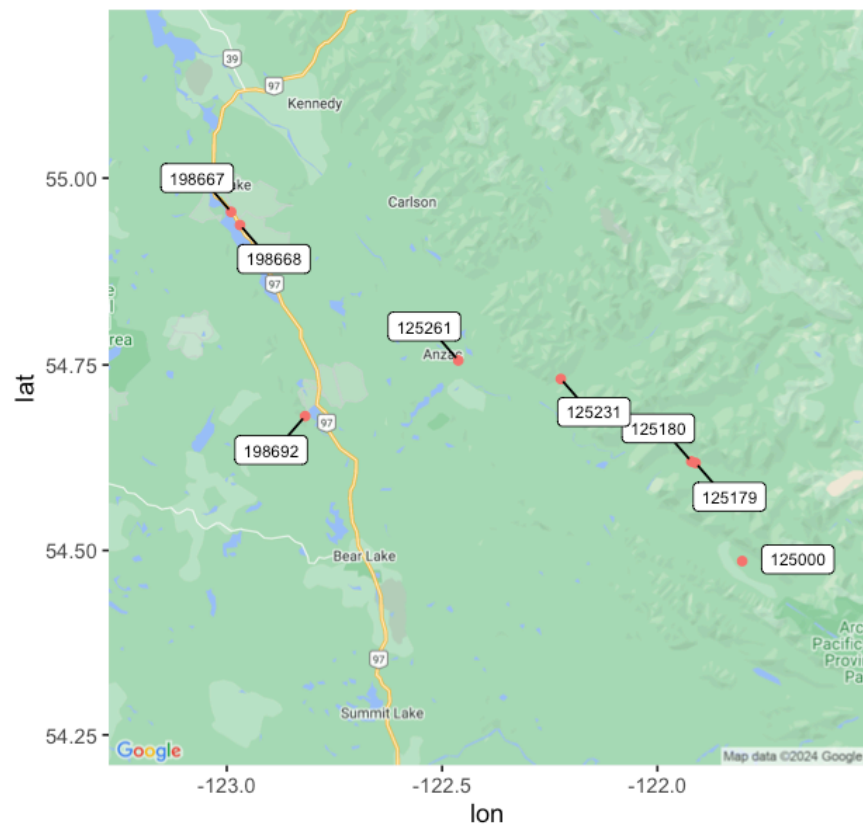 39
97
Kennedy
55.00
198667
ake
Carlson
198668
97
125261
Anzac
54.75
rea
lat
125231
125180
97
198692
125179
54.50
Bear Lake
125000
97
Pacific
Provi
Summit Lake
54.25
Google
Map data ©2024 Google
-123.0
-122.5
-122.0
lon